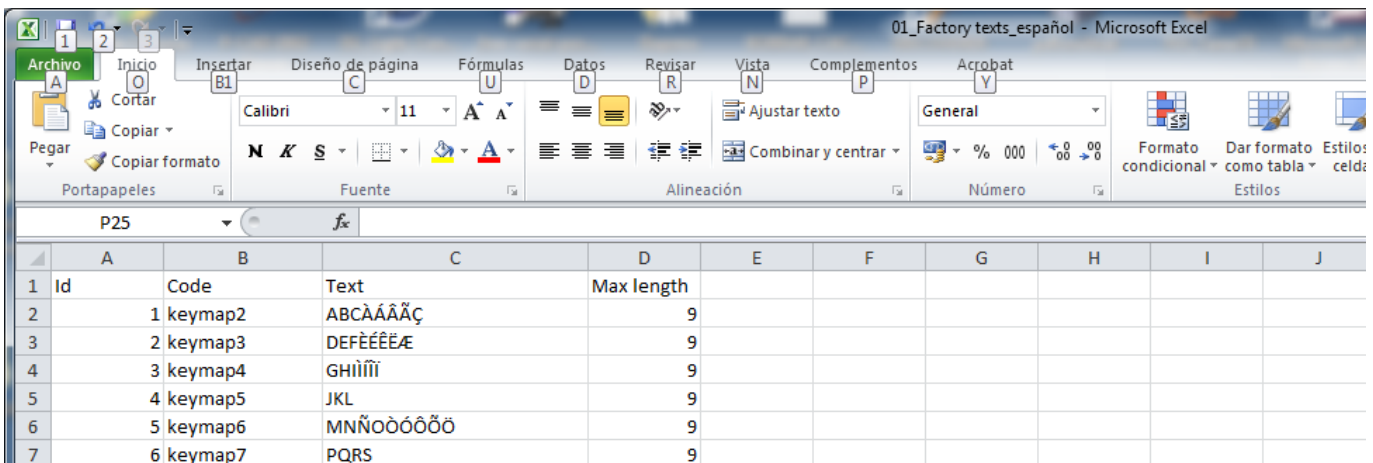 01_Factory texts_español - Microsoft Excel
1 2 3
Archivo Inicio Insertar Diseño de página Fórmulas Datos Revisar Vista Complementos Acrobat
A O B1 C U D R N P Y
Cortar
Calibri 11 A A Ajustar texto General
Copiar
Pegar
Copiar formato
N K S A Combinar y centrar % 000
Formato condicional Dar formato como tabla Estilos
Portapapeles Fuente Alineación Número Estilos
P25 fx
A B C D E F G H I J
1 Id Code Text Max length
2 1 keymap2 ABCÀÁÂÃÇ 9
3 2 keymap3 DEFÈÉÊËÆ 9
4 3 keymap4 GHIÌÍÎÏ 9
5 4 keymap5 JKL 9
6 5 keymap6 MNÑOÒÓÔÕÖ 9
7 6 keymap7 PQRS 9